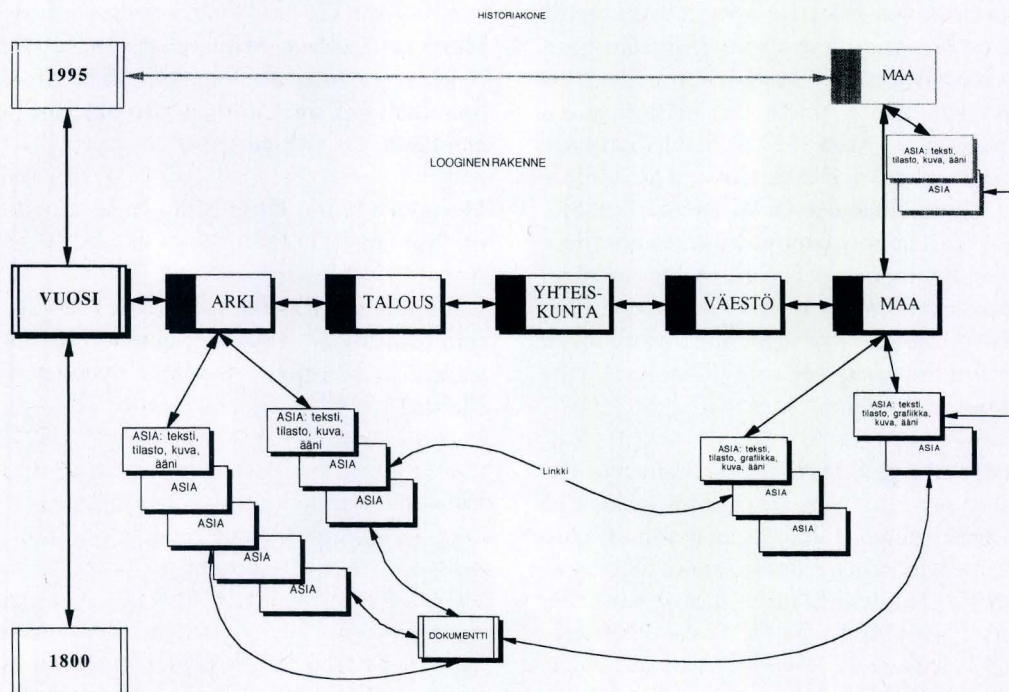 HISTORIAKONE
1995
MAA
ASIA: teksti,
tilasto, kuva, ääni
ASIA
LOOGINEN RAKENNE
VUOSI
ARKI
TALOUS
YHTEIS-
KUNTA
VÄESTÖ
MAA
ASIA: teksti,
tilasto, kuva,
ääni
ASIA
ASIA
ASIA
ASIA
ASIA: teksti,
tilasto, kuva,
ääni
ASIA
ASIA
Linkki
ASIA: teksti,
tilasto, grafiikka,
kuva, ääni
ASIA
ASIA
ASIA: teksti,
tilasto, grafiikka,
kuva, ääni
ASIA
DOKUMENTTI
1800